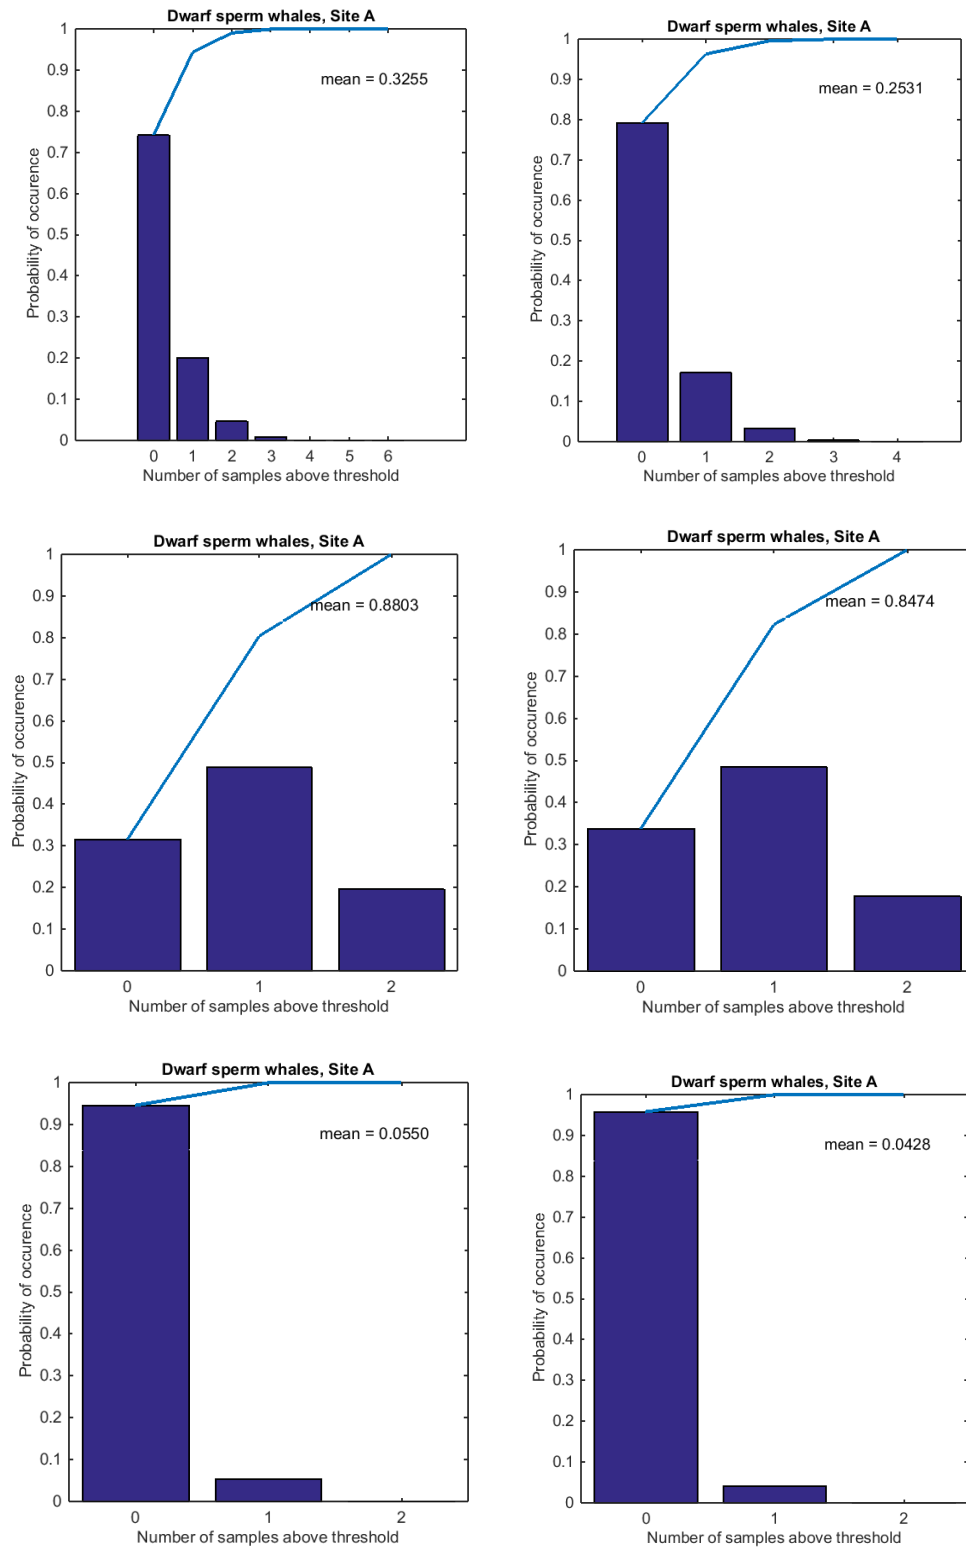 Dwarf sperm whales, Site A
1
0.9
0.8
0.7
0.6
0.5
0.4
0.3
0.2
0.1
0
Probability of occurence
mean = 0.3255
0 1 2 3 4 5 6
Number of samples above threshold
Dwarf sperm whales, Site A
1
0.9
0.8
0.7
0.6
0.5
0.4
0.3
0.2
0.1
0
Probability of occurence
mean = 0.2531
0 1 2 3 4
Number of samples above threshold
Dwarf sperm whales, Site A
1
0.9
0.8
0.7
0.6
0.5
0.4
0.3
0.2
0.1
0
Probability of occurence
mean = 0.8803
0 1 2
Number of samples above threshold
Dwarf sperm whales, Site A
1
0.9
0.8
0.7
0.6
0.5
0.4
0.3
0.2
0.1
0
Probability of occurence
mean = 0.8474
0 1 2
Number of samples above threshold
Dwarf sperm whales, Site A
1
0.9
0.8
0.7
0.6
0.5
0.4
0.3
0.2
0.1
0
Probability of occurence
mean = 0.0550
0 1 2
Number of samples above threshold
Dwarf sperm whales, Site A
1
0.9
0.8
0.7
0.6
0.5
0.4
0.3
0.2
0.1
0
Probability of occurence
mean = 0.0428
0 1 2
Number of samples above threshold